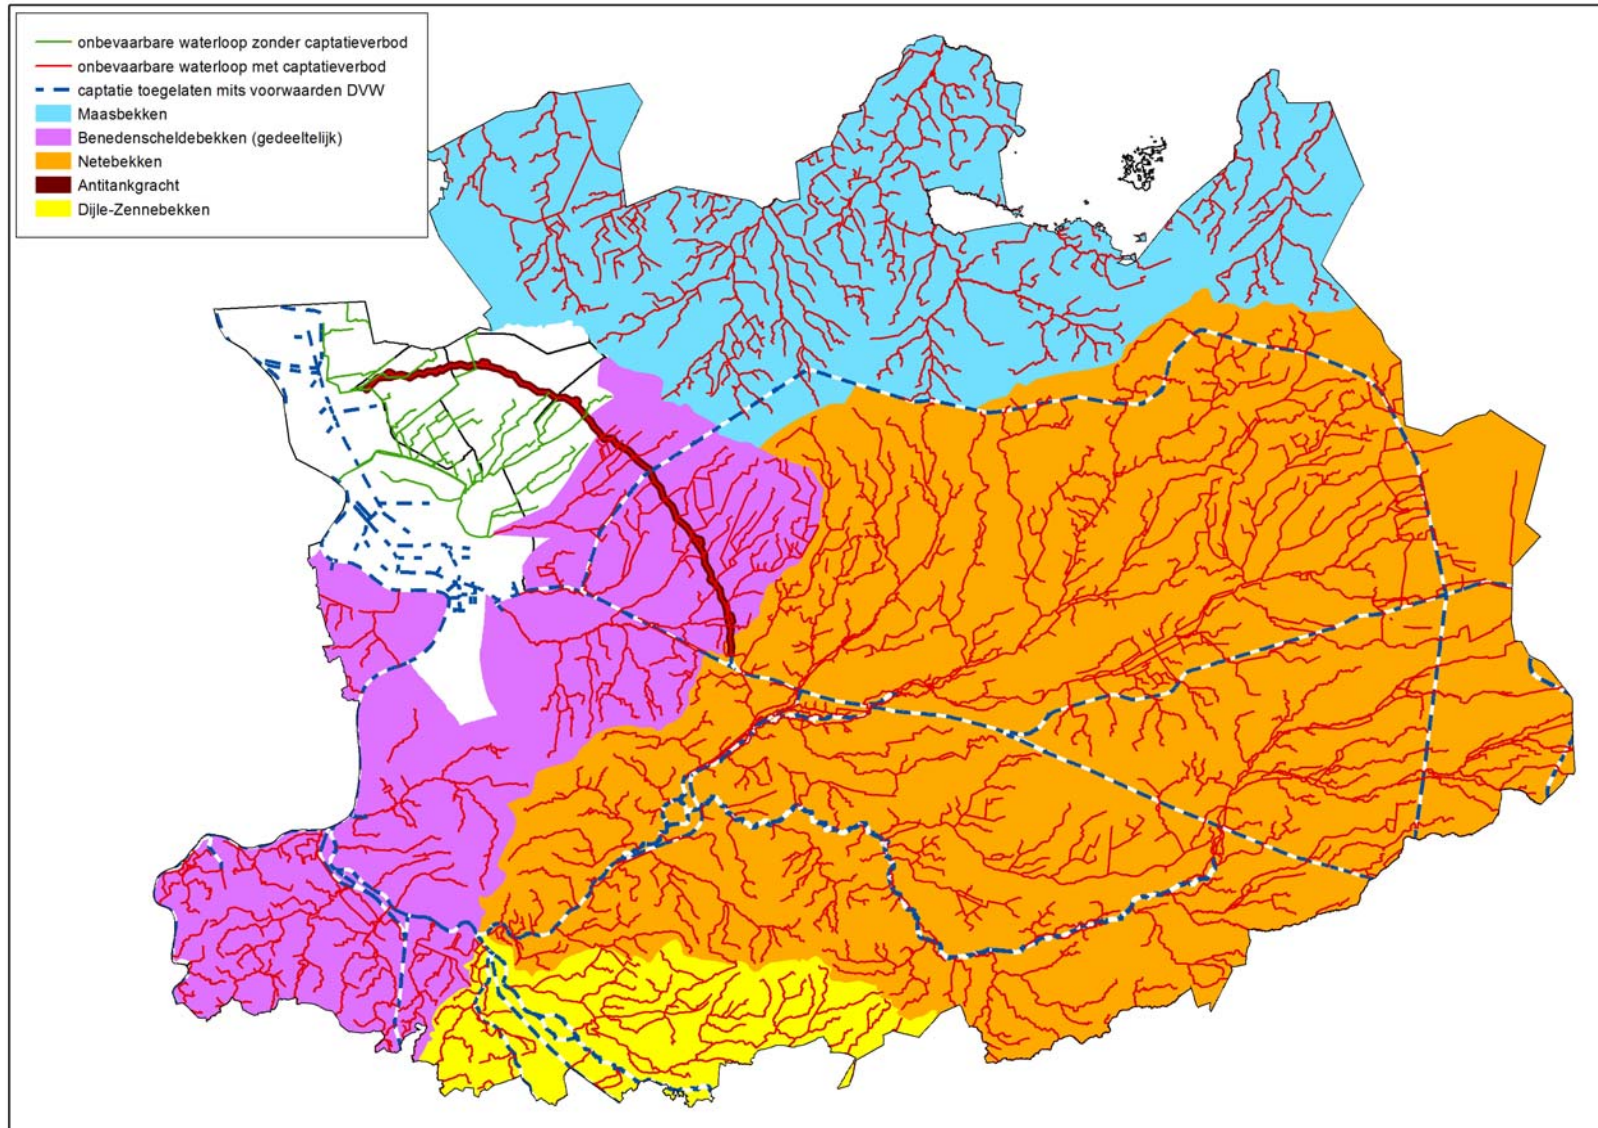 onbevaarbare waterloop zonder captatieverbod
onbevaarbare waterloop met captatieverbod
captatie toegelaten mits voorwaarden DVW
Maasbekken
Benedenscheldebekken (gedeeltelijk)
Netebekken
Antitankgracht
Dijle-Zennebekken